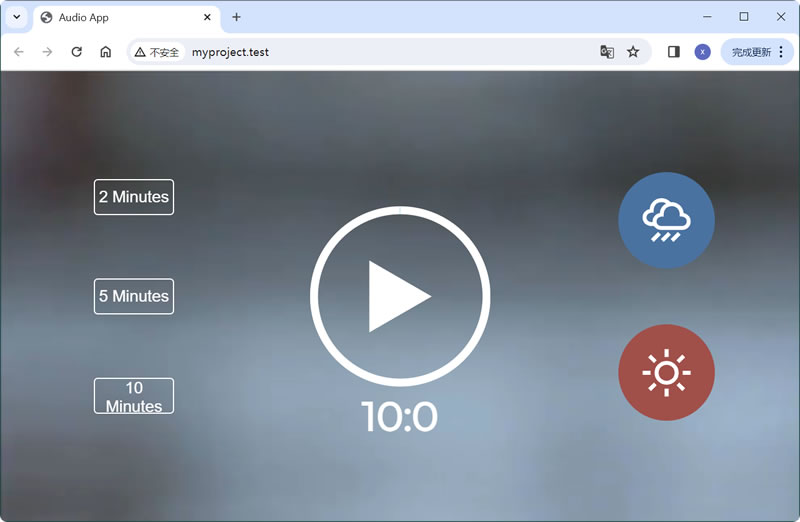 Audio App
不安全
myproject.test
x
完成更新
2 Minutes
5 Minutes
10
Minutes
10:0